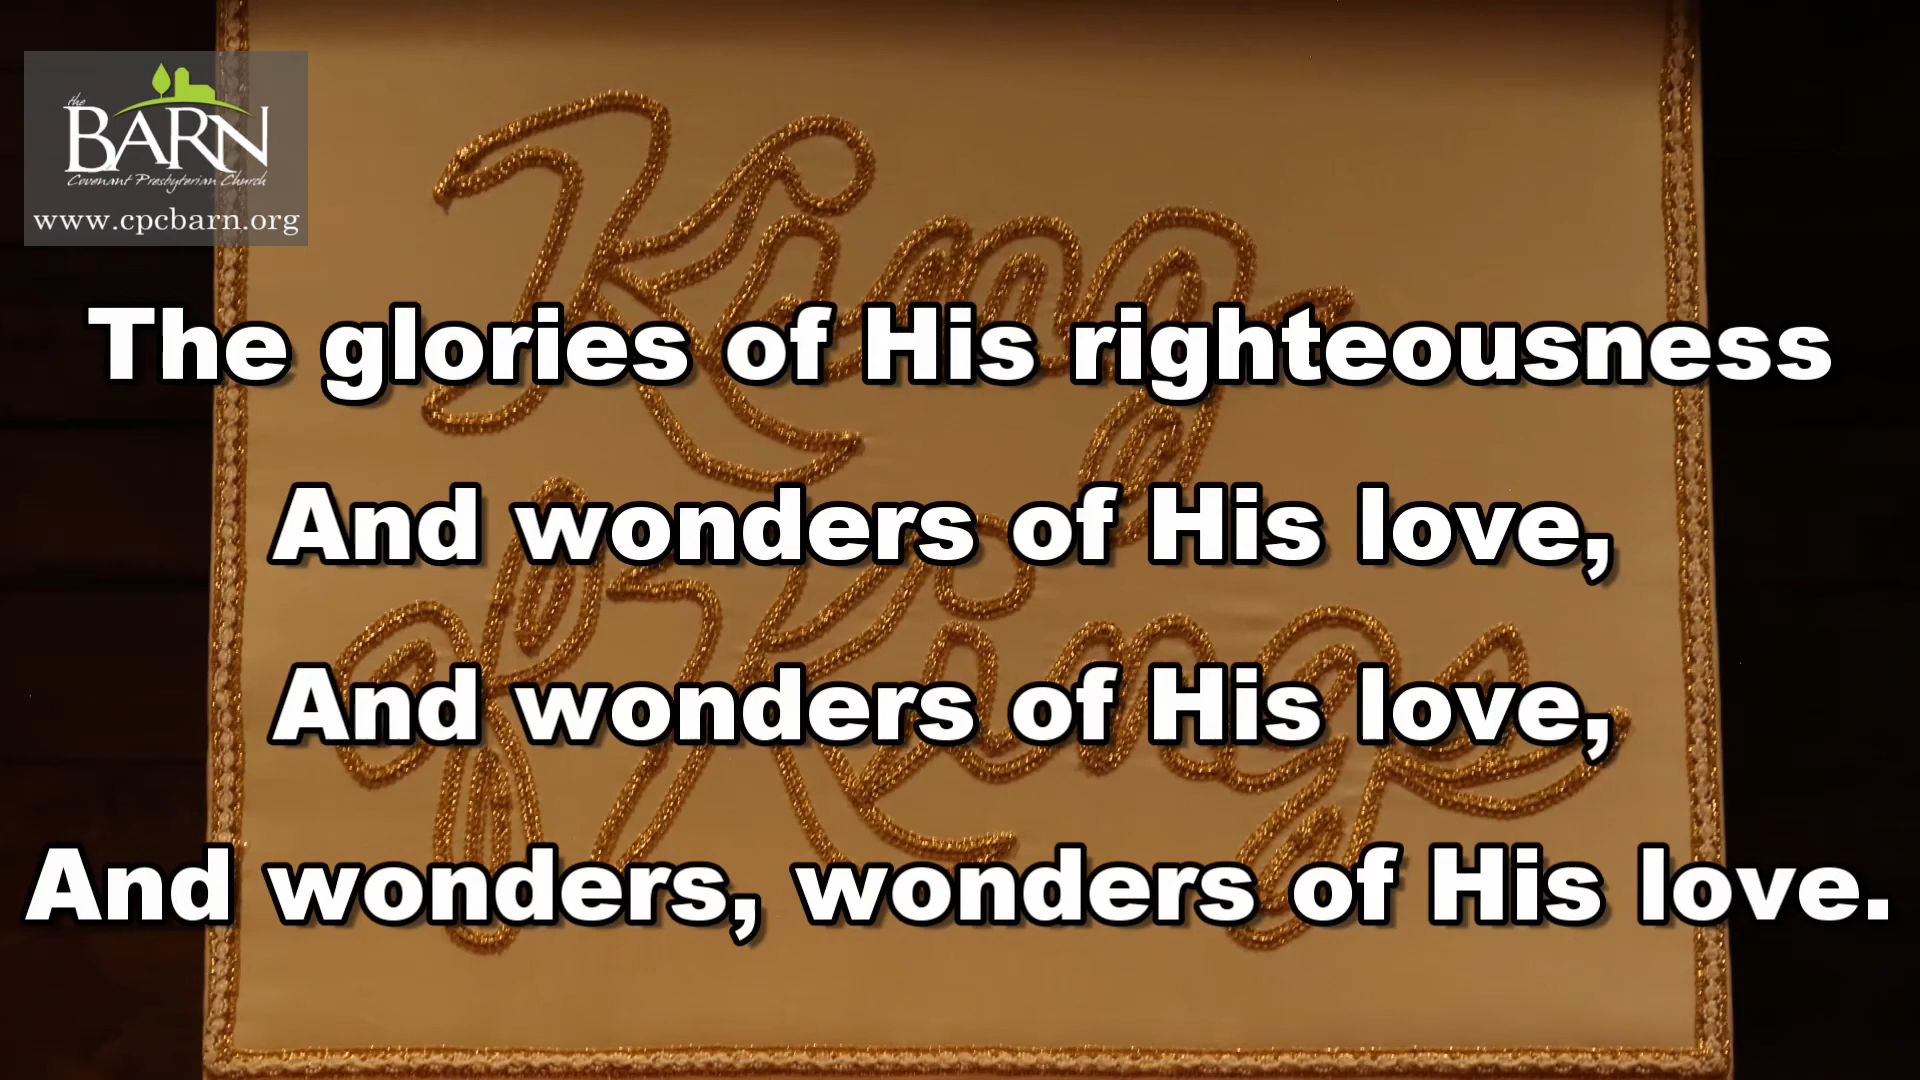 the
BARN
Covenant Presbyterian Church
www.cpcbarn.org
King
The glories of His righteousness
And wonders of His love,
of Kings
And wonders of His love,
And wonders, wonders of His love.